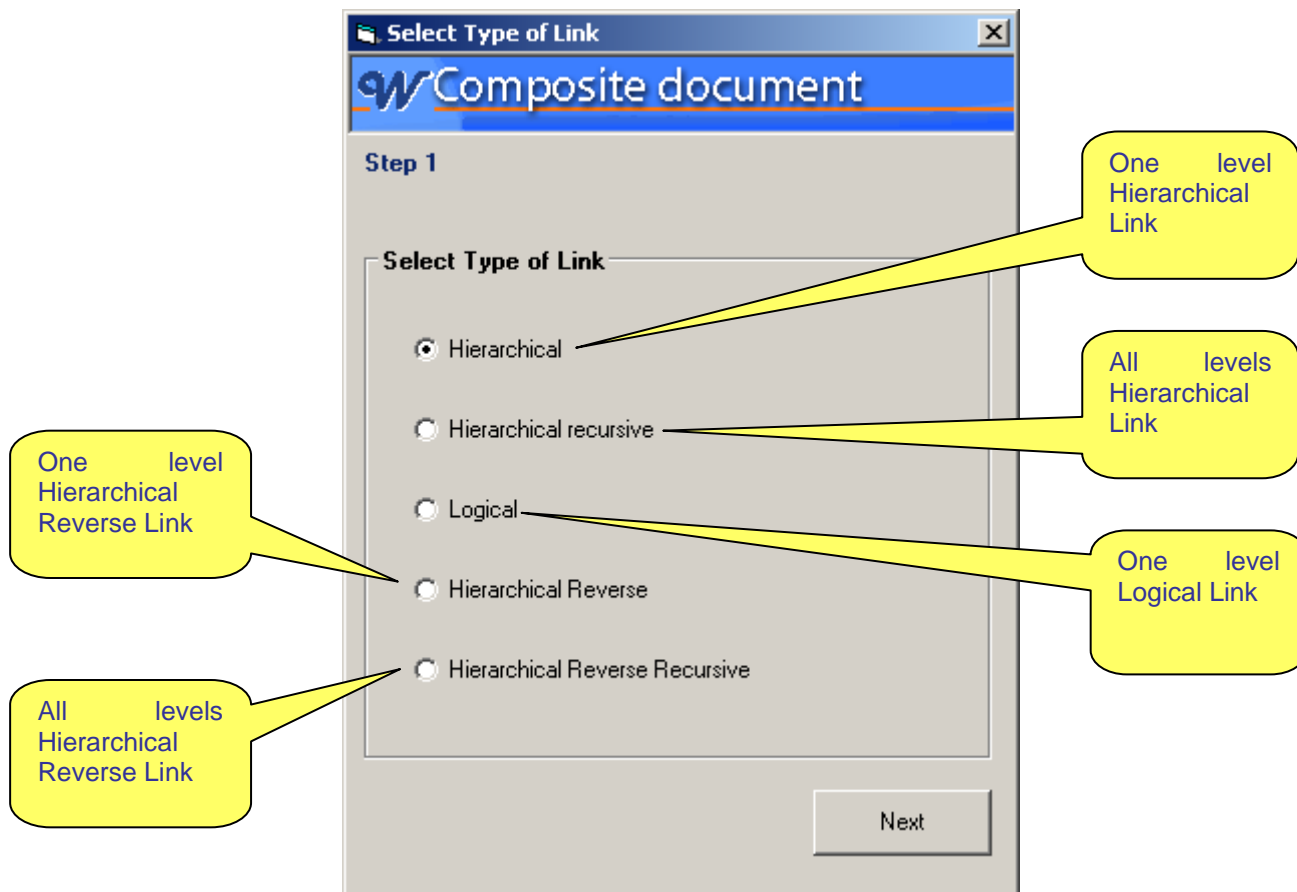 Select Type of Link
W Composite document
Step 1
Select Type of Link
Hierarchical
Hierarchical recursive
Logical
Hierarchical Reverse
Hierarchical Reverse Recursive
Next
One level
Hierarchical
Link
All levels
Hierarchical
Link
One level
Logical Link
One level
Hierarchical
Reverse Link
All levels
Hierarchical
Reverse Link